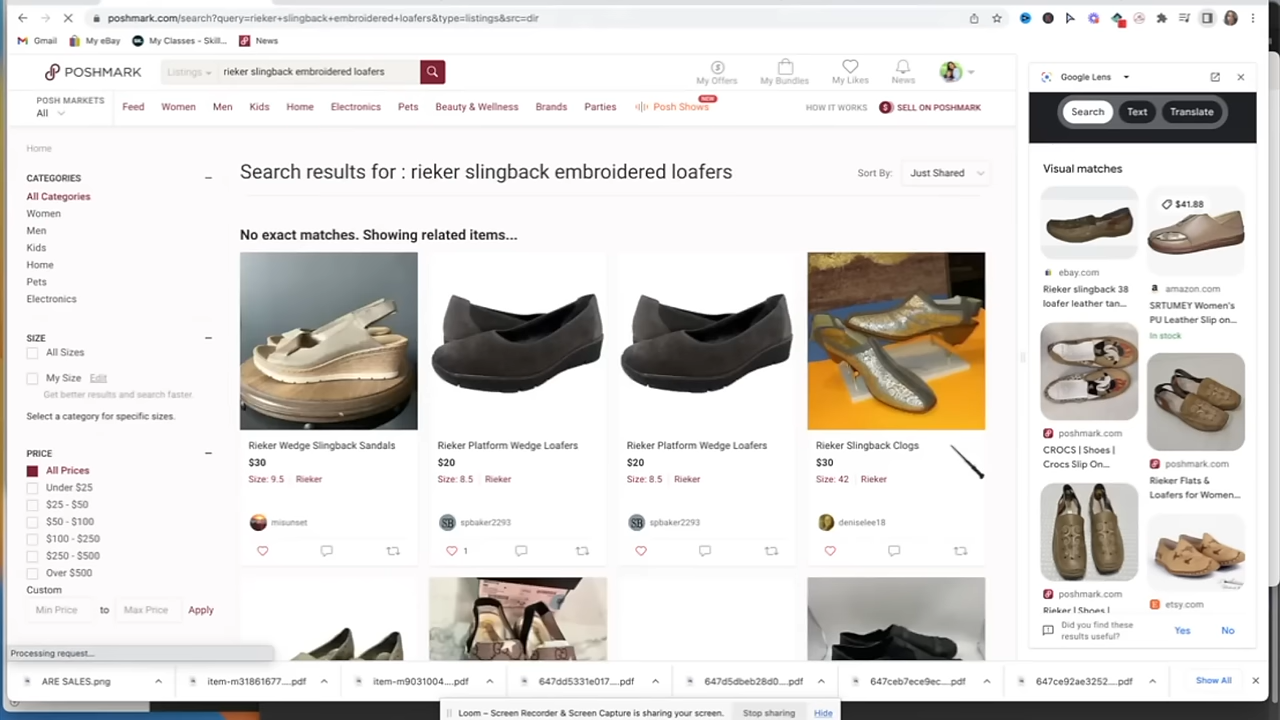 poshmark.com/search?query=rieker+slingback+embroidered+loafers&type=listings&src=dir
Gmail
My eBay
My Classes - Skill...
News
POSHMARK
Listings
rieker slingback embroidered loafers
My Offers
My Bundles
My Likes
News
POSH MARKETS
All
Feed
Women
Men
Kids
Home
Electronics
Pets
Beauty & Wellness
Brands
Parties
Posh Shows
NEW
HOW IT WORKS
SELL ON POSHMARK
Home
CATEGORIES
All Categories
Women
Men
Kids
Home
Pets
Electronics
SIZE
All Sizes
My Size Edit
Get better results and search faster.
Select a category for specific sizes.
PRICE
All Prices
Under $25
$25 - $50
$50 - $100
$100 - $250
$250 - $500
Over $500
Custom
Min Price to Max Price Apply
Processing request...
Search results for : rieker slingback embroidered loafers
Sort By: Just Shared
No exact matches. Showing related items...
Rieker Wedge Slingback Sandals
$30
Size: 9.5 Rieker
misunset
Rieker Platform Wedge Loafers
$20
Size: 8.5 Rieker
SB spbaker2293
1
Rieker Platform Wedge Loafers
$20
Size: 8.5 Rieker
SB spbaker2293
Rieker Slingback Clogs
$30
Size: 42 Rieker
deniselee18
Google Lens
Search
Text
Translate
Visual matches
ebay.com
Rieker slingback 38
loafer leather tan...
$41.88
amazon.com
SRTUMEY Women's
PU Leather Slip on...
In stock
poshmark.com
CROCS | Shoes |
Crocs Slip On...
poshmark.com
Rieker Flats &
Loafers for Women...
poshmark.com
Rieker | Shoes |
etsy.com
Did you find these
results useful?
Yes
No
ARE SALES.png
item-m31861677....pdf
item-m9031004....pdf
647dd5331e017....pdf
647d5dbeb28d0....pdf
647ceb7ece9ec....pdf
647ce92ae3252....pdf
Show All
Loom – Screen Recorder & Screen Capture is sharing your screen.
Stop sharing
Hide